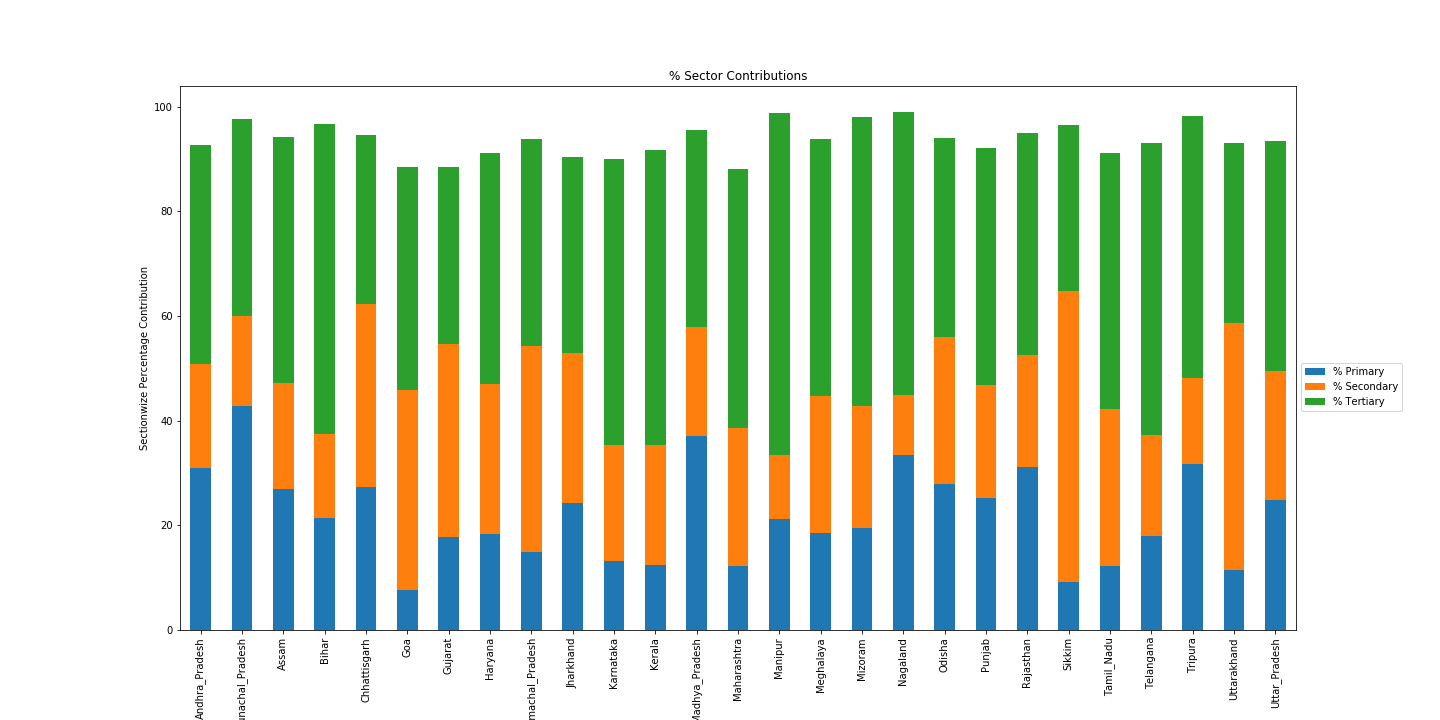 % Sector Contributions
Sectionwize Percentage Contribution
100
80
60
40
20
0
Andhra_Pradesh
unachal_Pradesh
Assam
Bihar
Chhattisgarh
Goa
Gujarat
Haryana
machal_Pradesh
Jharkhand
Karnataka
Kerala
Madhya_Pradesh
Maharashtra
Manipur
Meghalaya
Mizoram
Nagaland
Odisha
Punjab
Rajasthan
Sikkim
Tamil_Nadu
Telangana
Tripura
Uttarakhand
Uttar_Pradesh
% Primary
% Secondary
% Tertiary